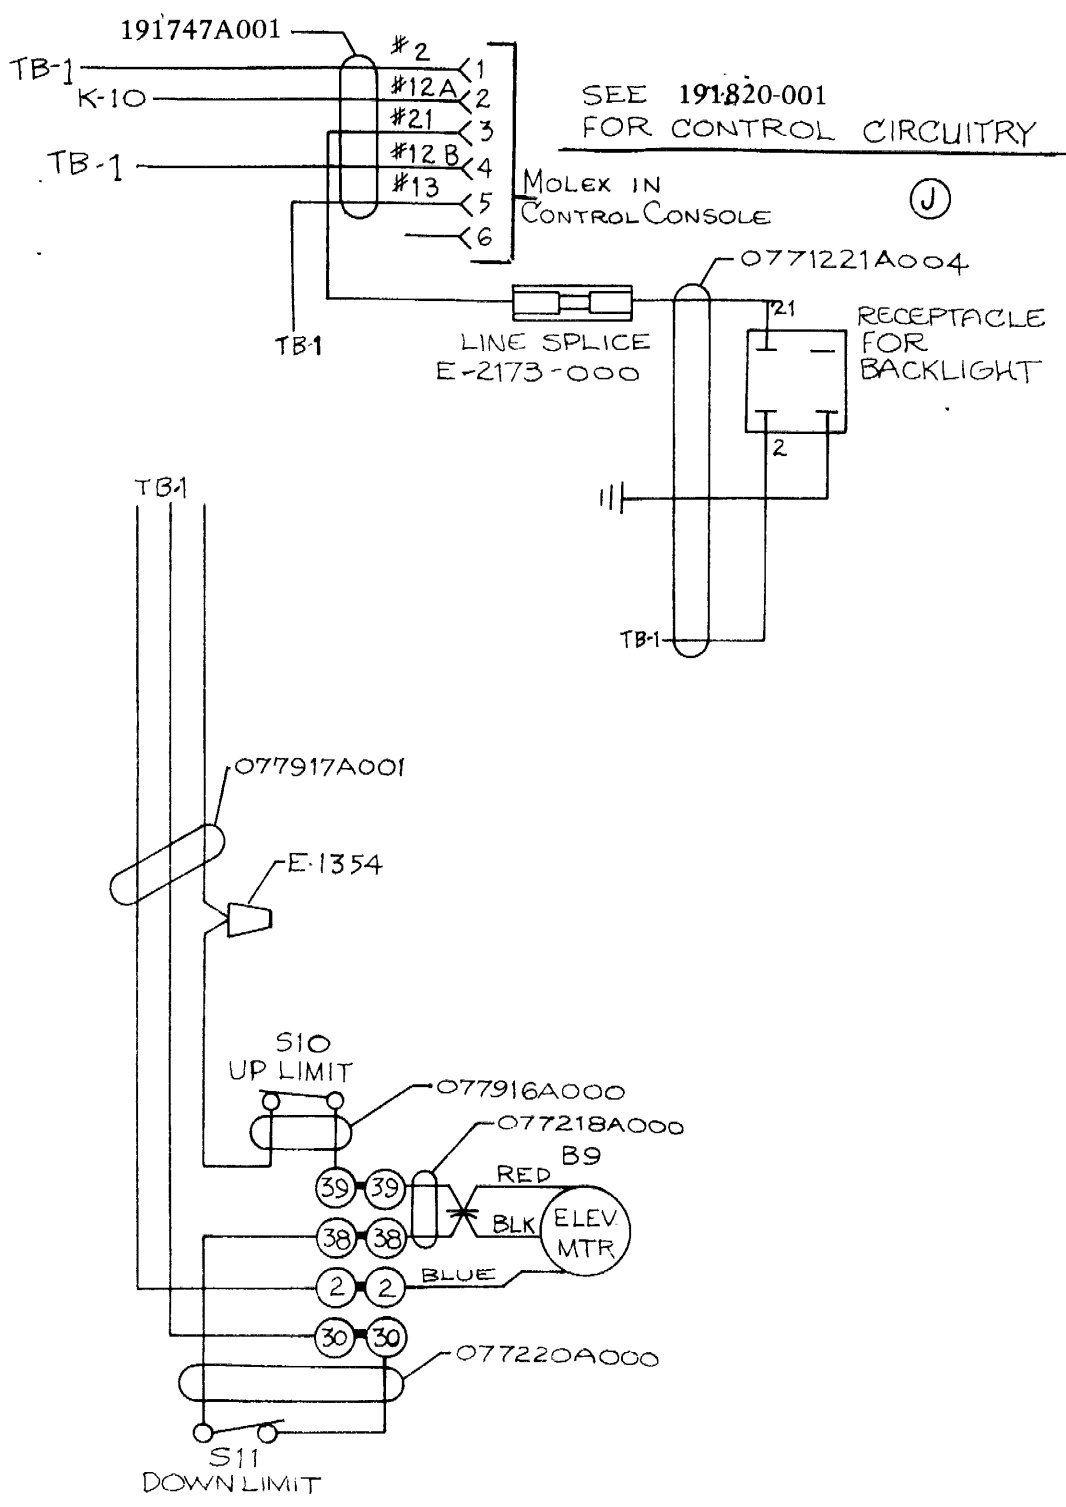 191747A001
TB-1
K-10
TB-1
#2
#12A
#21
#12B
#13
1
2
3
4
5
6
MOLEX IN
CONTROL CONSOLE
SEE 191820-001
FOR CONTROL CIRCUITRY
J
TB-1
LINE SPLICE
E-2173-000
0771221A004
21
RECEPTACLE
FOR
BACKLIGHT
2
TB-1
TB-1
077917A001
E-1354
S10
UP LIMIT
077916A000
077218A000
B9
RED
BLK
ELEV.
MTR
BLUE
39 39
38 38
2 2
30 30
077220A000
S11
DOWN LIMIT